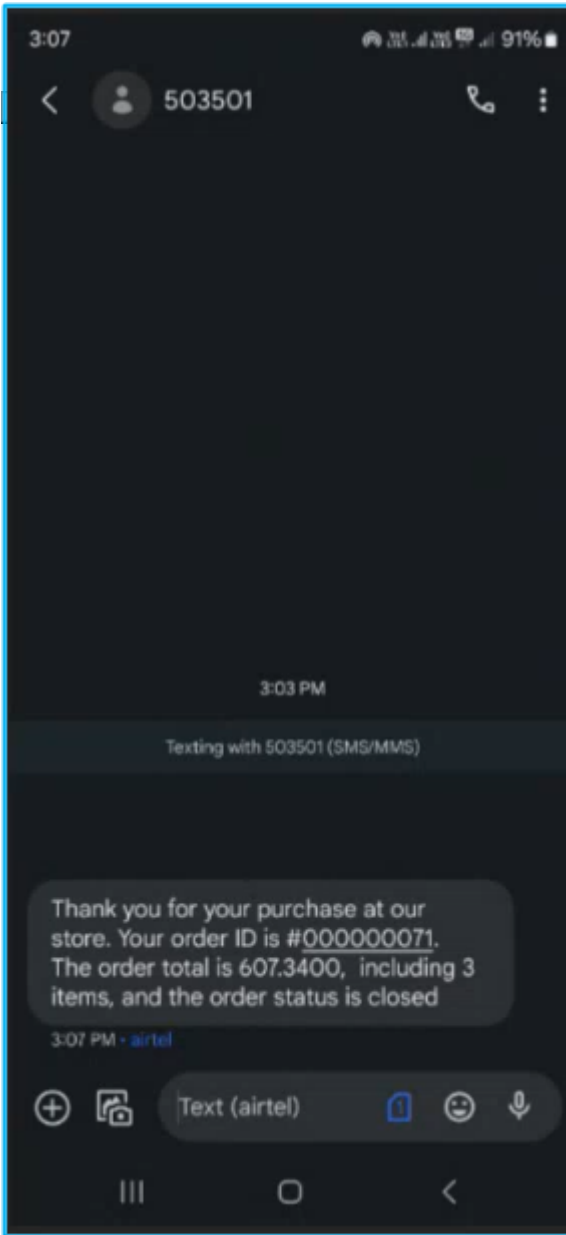 3:07 91%
503501
3:03 PM
Texting with 503501 (SMS/MMS)
Thank you for your purchase at our
store. Your order ID is #000000071.
The order total is 607.3400, including 3
items, and the order status is closed
3:07 PM • airtel
Text (airtel) 1